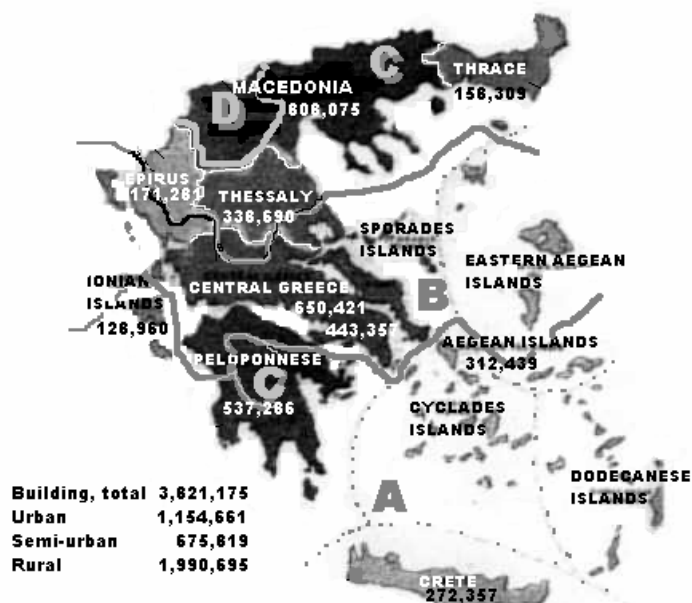 C
THRACE
158,309
MACEDONIA
808,075
D
EPIRUS
171,281
THESSALY
338,690
SPORADES
ISLANDS
EASTERN AEGEAN
ISLANDS
IONIAN
ISLANDS
128,960
CENTRAL GREECE
650,421
443,357
B
AEGEAN ISLANDS
312,439
PELOPONNESE
C
537,286
CYCLADES
ISLANDS
DODECANESE
ISLANDS
A
Building, total 3,821,175
Urban 1,154,661
Semi-urban 675,819
Rural 1,990,695
CRETE
272,357